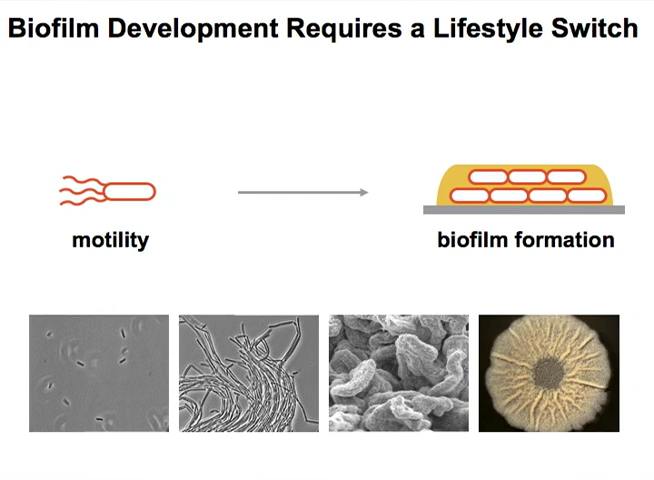 Biofilm Development Requires a Lifestyle Switch
motility
biofilm formation